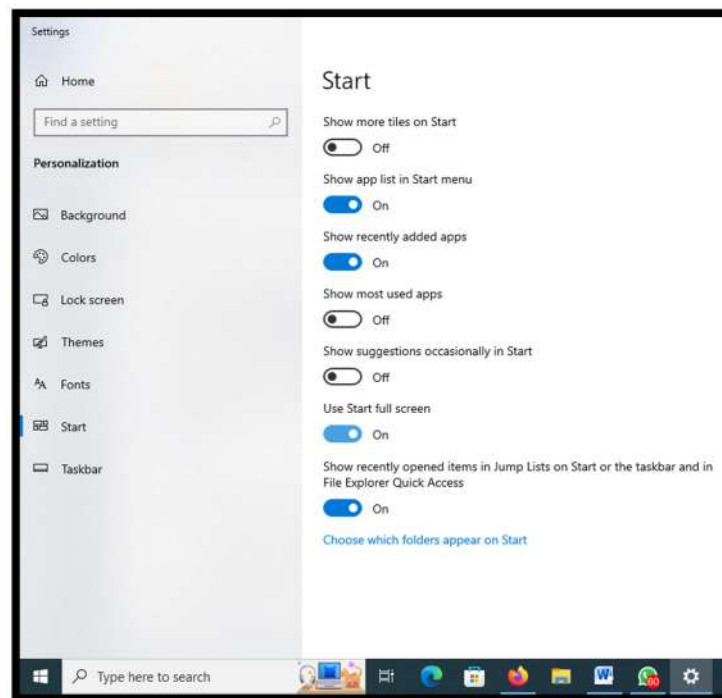 Settings
Home
Find a setting
Personalization
Background
Colors
Lock screen
Themes
Fonts
Start
Taskbar
Start
Show more tiles on Start
Off
Show app list in Start menu
On
Show recently added apps
On
Show most used apps
Off
Show suggestions occasionally in Start
Off
Use Start full screen
On
Show recently opened items in Jump Lists on Start or the taskbar and in
File Explorer Quick Access
On
Choose which folders appear on Start
Type here to search